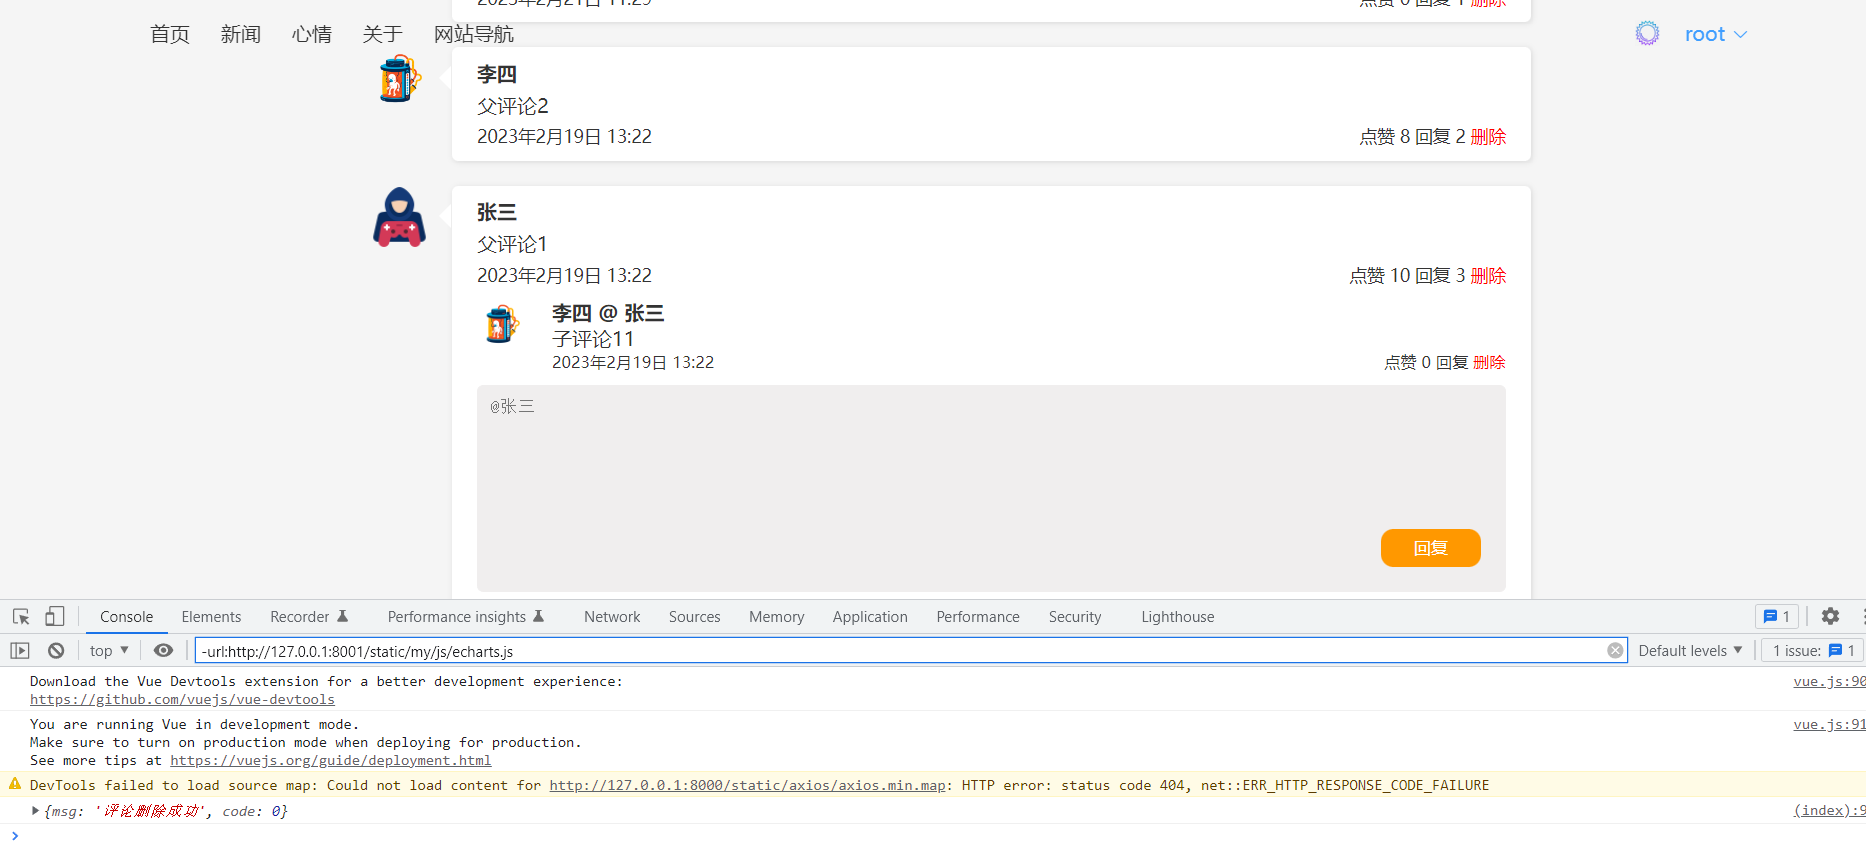 2023年2月21日 11:29 点赞 0 回复 1 删除
首页 新闻 心情 关于 网站导航 root
李四
父评论2
2023年2月19日 13:22 点赞 8 回复 2 删除
张三
父评论1
2023年2月19日 13:22 点赞 10 回复 3 删除
李四 @ 张三
子评论11
2023年2月19日 13:22 点赞 0 回复 删除
@张三
回复
Console Elements Recorder Performance insights Network Sources Memory Application Performance Security Lighthouse 1
top -url:http://127.0.0.1:8001/static/my/js/echarts.js Default levels 1 issue: 1
Download the Vue Devtools extension for a better development experience: vue.js:90
https://github.com/vuejs/vue-devtools
You are running Vue in development mode. vue.js:91
Make sure to turn on production mode when deploying for production.
See more tips at https://vuejs.org/guide/deployment.html
DevTools failed to load source map: Could not load content for http://127.0.0.1:8000/static/axios/axios.min.map: HTTP error: status code 404, net::ERR_HTTP_RESPONSE_CODE_FAILURE
{msg: '评论删除成功', code: 0} (index):9